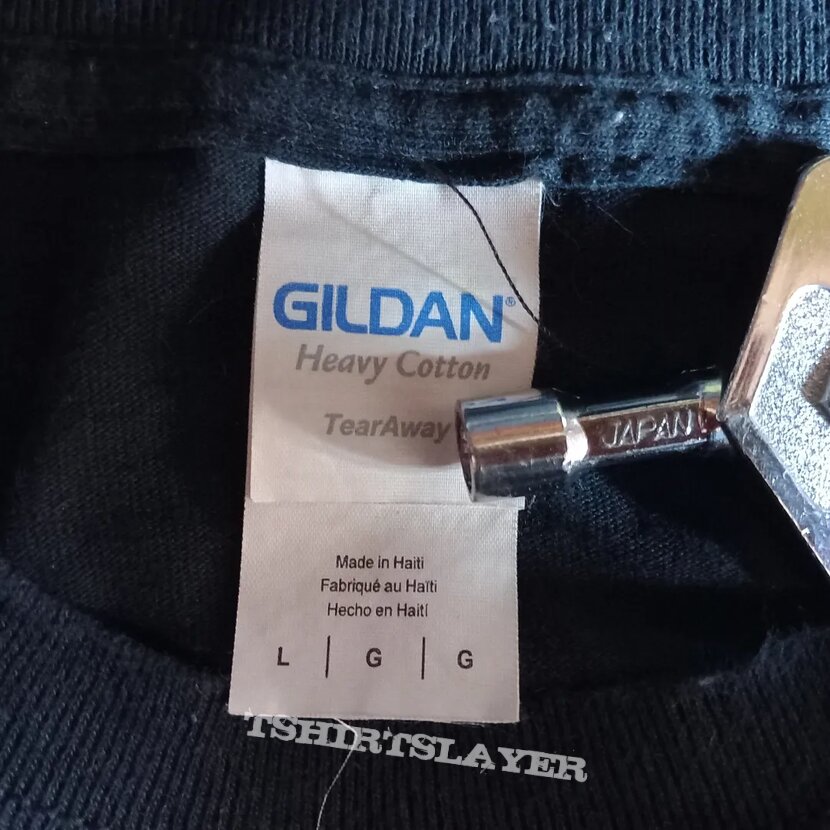 GILDAN®
Heavy Cotton
TearAway
JAPAN
Made in Haiti
Fabriqué au Haïti
Hecho en Haití
L | G | G
TSHIRTSLAYER